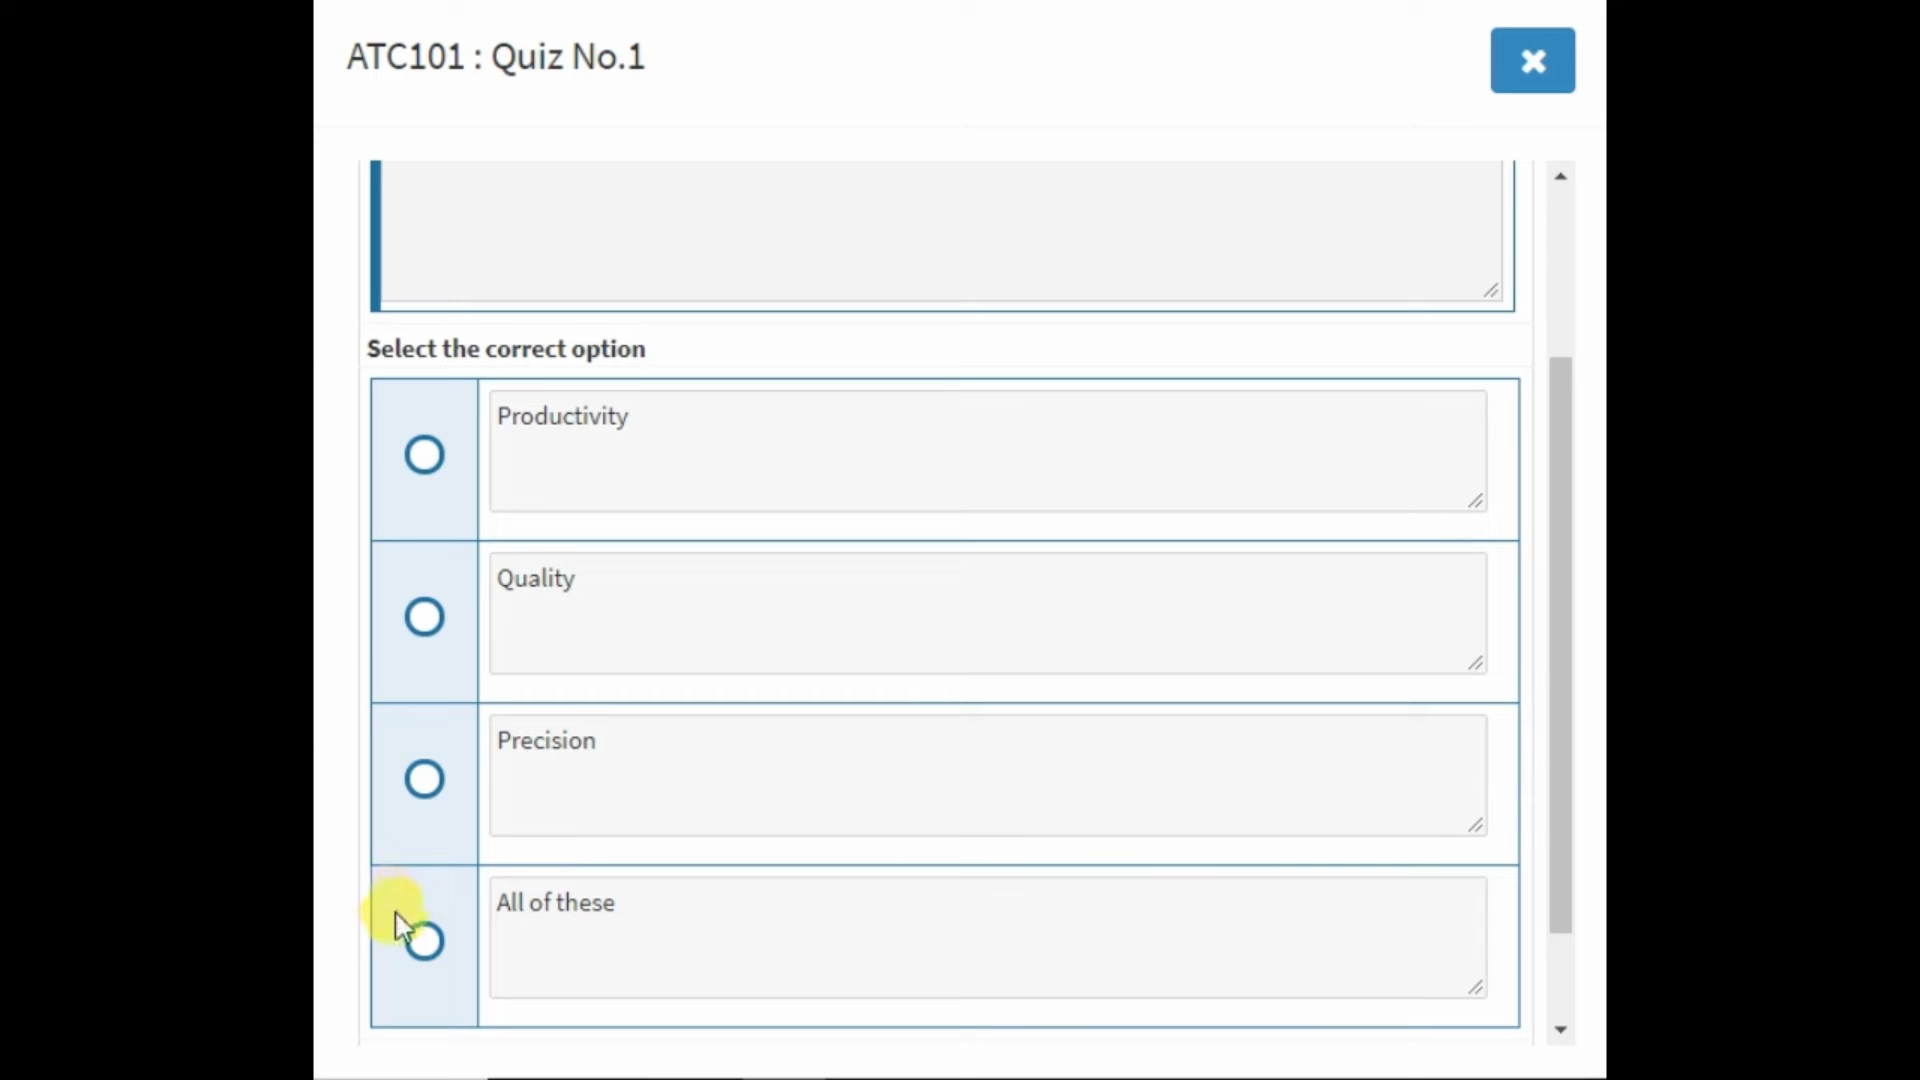 ATC101 : Quiz No.1
Select the correct option
Productivity
Quality
Precision
All of these